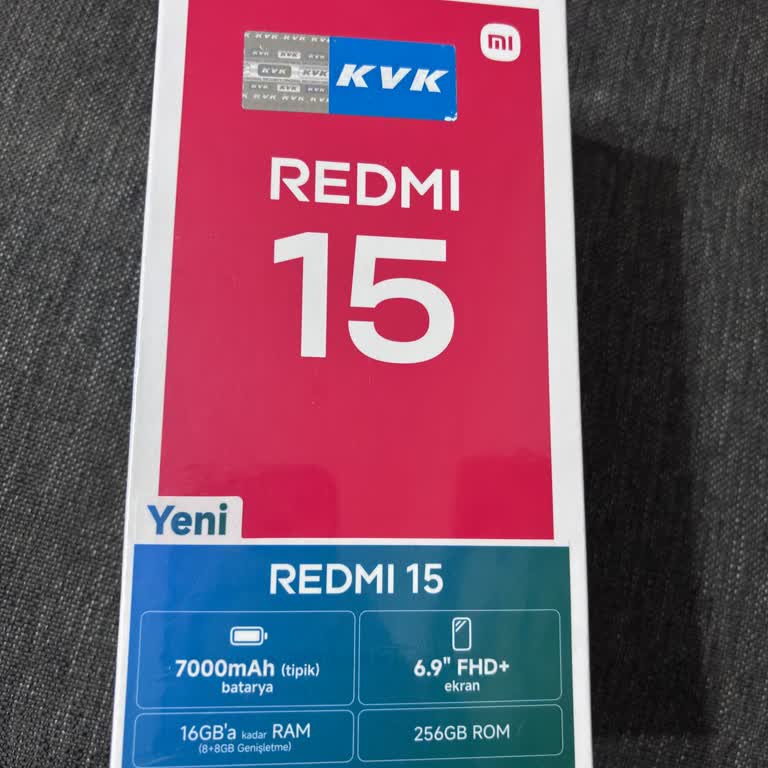 KVK
mi
REDMI
15
Yeni
REDMI 15
7000mAh (tipik)
batarya
6.9" FHD+
ekran
16GB'a kadar RAM
(8+8GB Genişletme)
256GB ROM